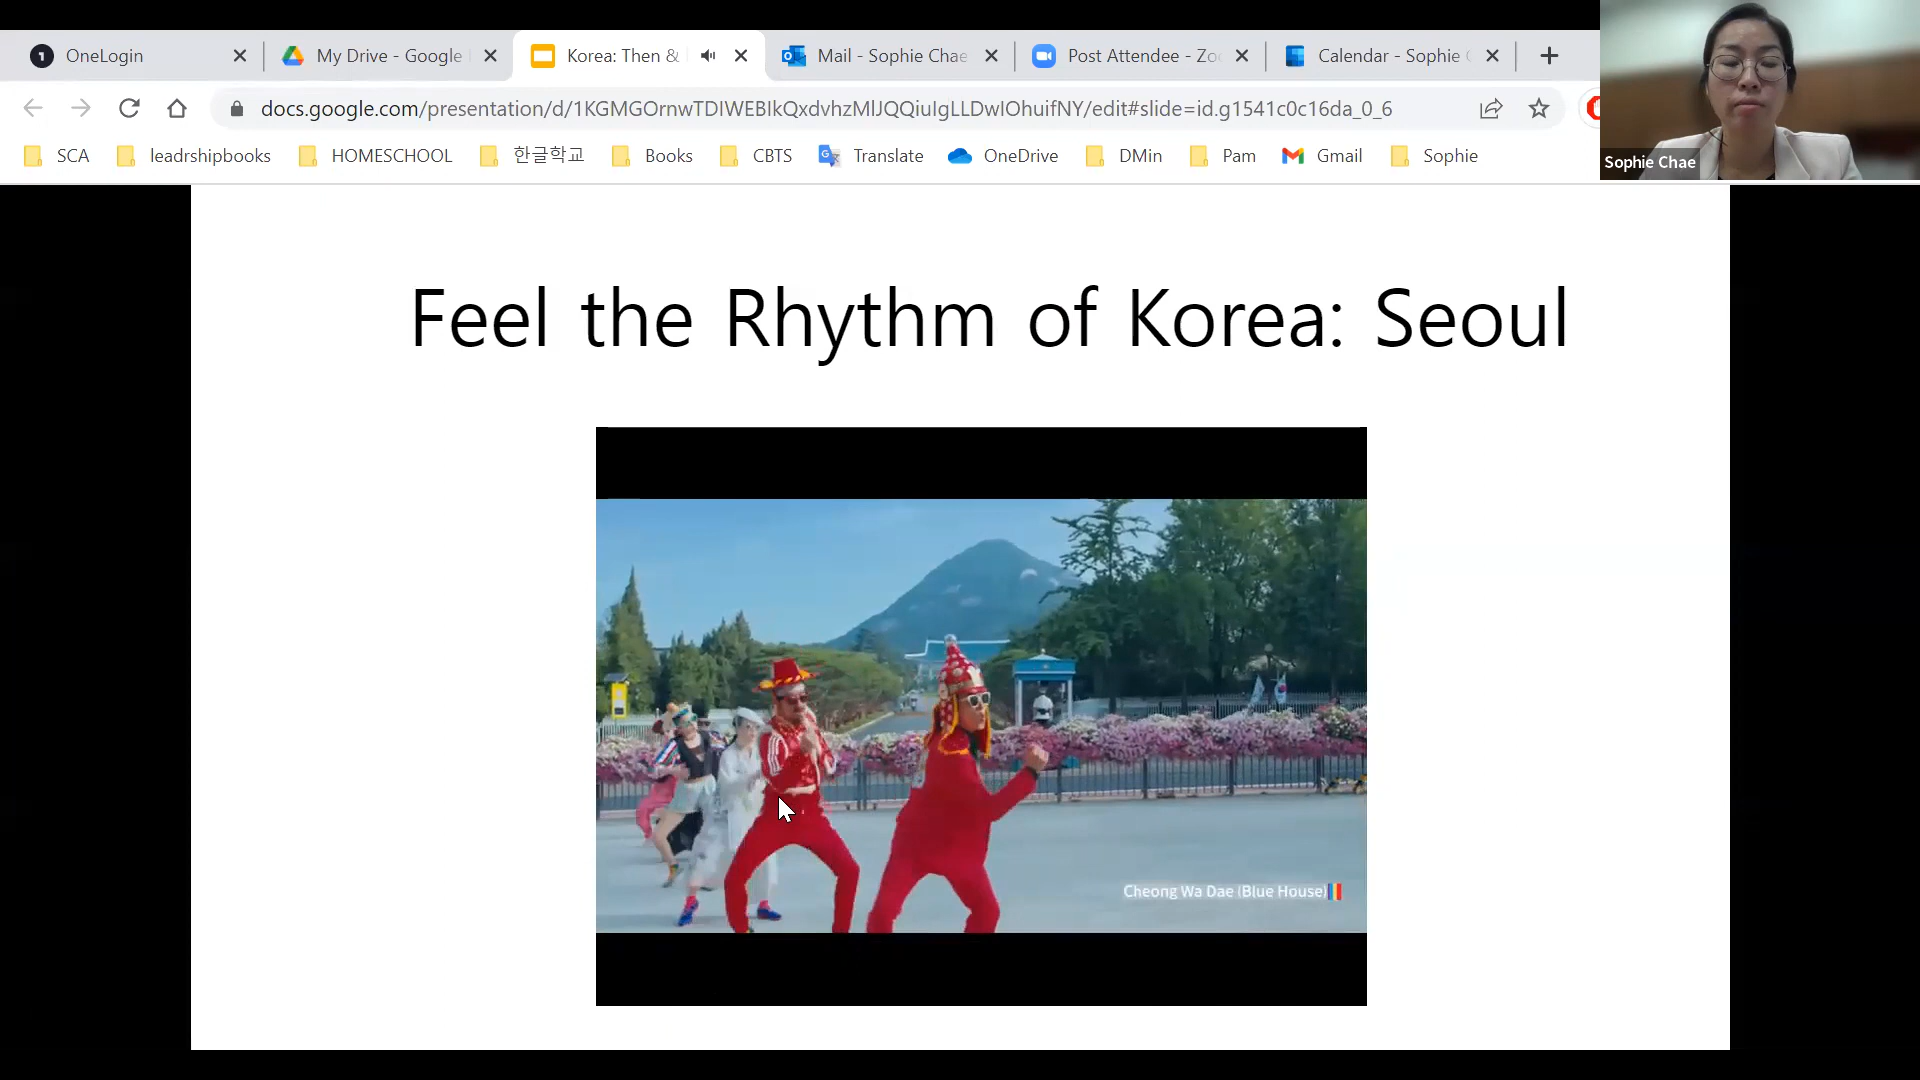 OneLogin
My Drive - Google
Korea: Then &
Mail - Sophie Chae
Post Attendee - Zo
Calendar - Sophie
docs.google.com/presentation/d/1KGMGOrnwTDIWEBIkQxdvhzMlJQQiuIgLLDwIOhuifNY/edit#slide=id.g1541c0c16da_0_6
SCA
leadrshipbooks
HOMESCHOOL
한글학교
Books
CBTS
Translate
OneDrive
DMin
Pam
Gmail
Sophie
Sophie Chae
Feel the Rhythm of Korea: Seoul
Cheong Wa Dae (Blue House)